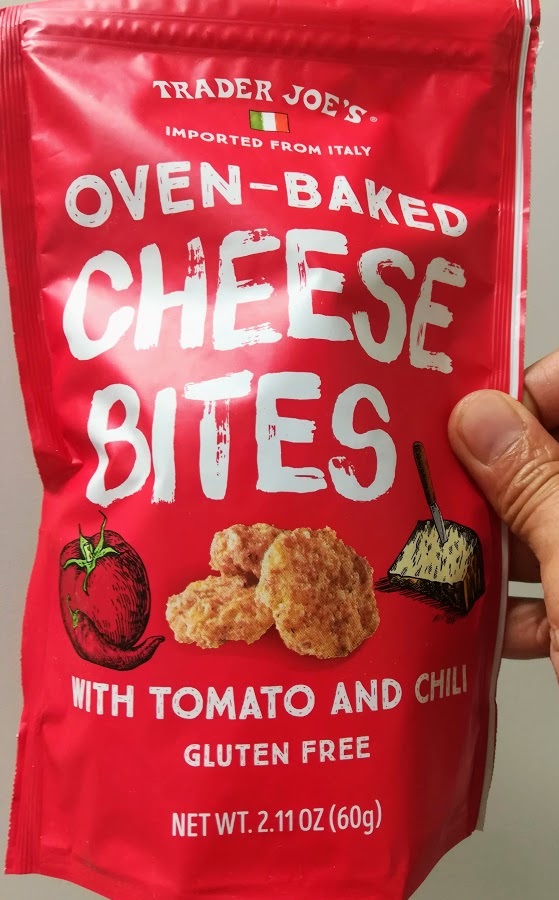 TRADER JOE'S®
IMPORTED FROM ITALY
OVEN-BAKED
CHEESE
BITES
WITH TOMATO AND CHILI
GLUTEN FREE
NET WT. 2.11 OZ (60g)